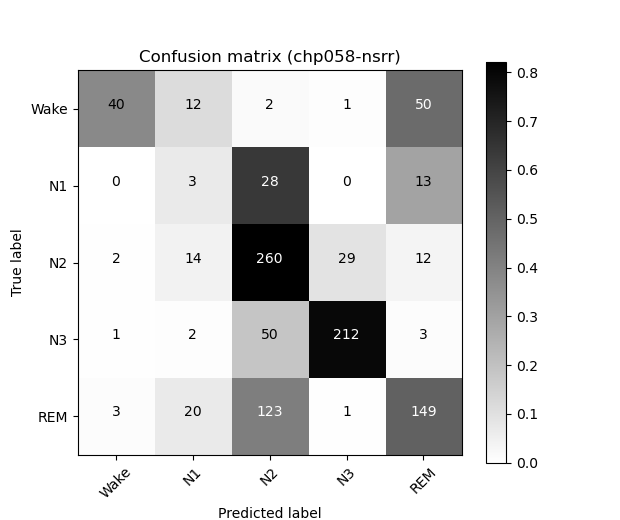 Confusion matrix (chp058-nsrr)
True label
Wake 40 12 2 1 50
N1 0 3 28 0 13
N2 2 14 260 29 12
N3 1 2 50 212 3
REM 3 20 123 1 149
Wake N1 N2 N3 REM
Predicted label
0.8
0.7
0.6
0.5
0.4
0.3
0.2
0.1
0.0